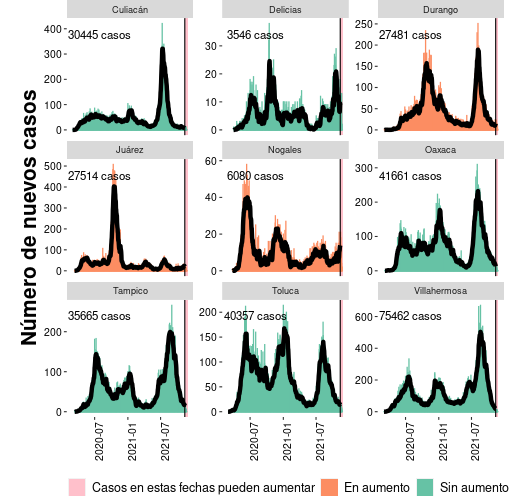 Culiacán Delicias Durango
400 300 200 100 0
30445 casos
30 20 10 0
3546 casos
250 200 150 100 50 0
27481 casos
Juárez Nogales Oaxaca
500 400 300 200 100 0
27514 casos
60 40 20 0
6080 casos
300 200 100 0
41661 casos
Tampico Toluca Villahermosa
200 100 0
35665 casos
200 150 100 50 0
40357 casos
600 400 200 0
75462 casos
2020-07 2021-01 2021-07
2020-07 2021-01 2021-07
2020-07 2021-01 2021-07
Número de nuevos casos
Casos en estas fechas pueden aumentar En aumento Sin aumento